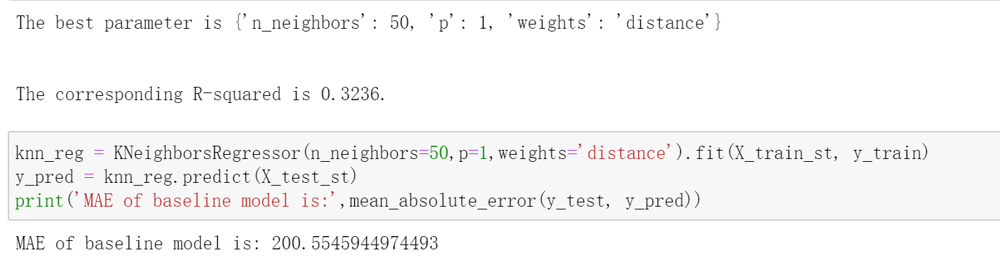 The best parameter is {'n_neighbors': 50, 'p': 1, 'weights': 'distance'}
The corresponding R-squared is 0.3236.
knn_reg = KNeighborsRegressor(n_neighbors=50,p=1,weights='distance').fit(X_train_st, y_train)
y_pred = knn_reg.predict(X_test_st)
print('MAE of baseline model is:',mean_absolute_error(y_test, y_pred))
MAE of baseline model is: 200.5545944974493